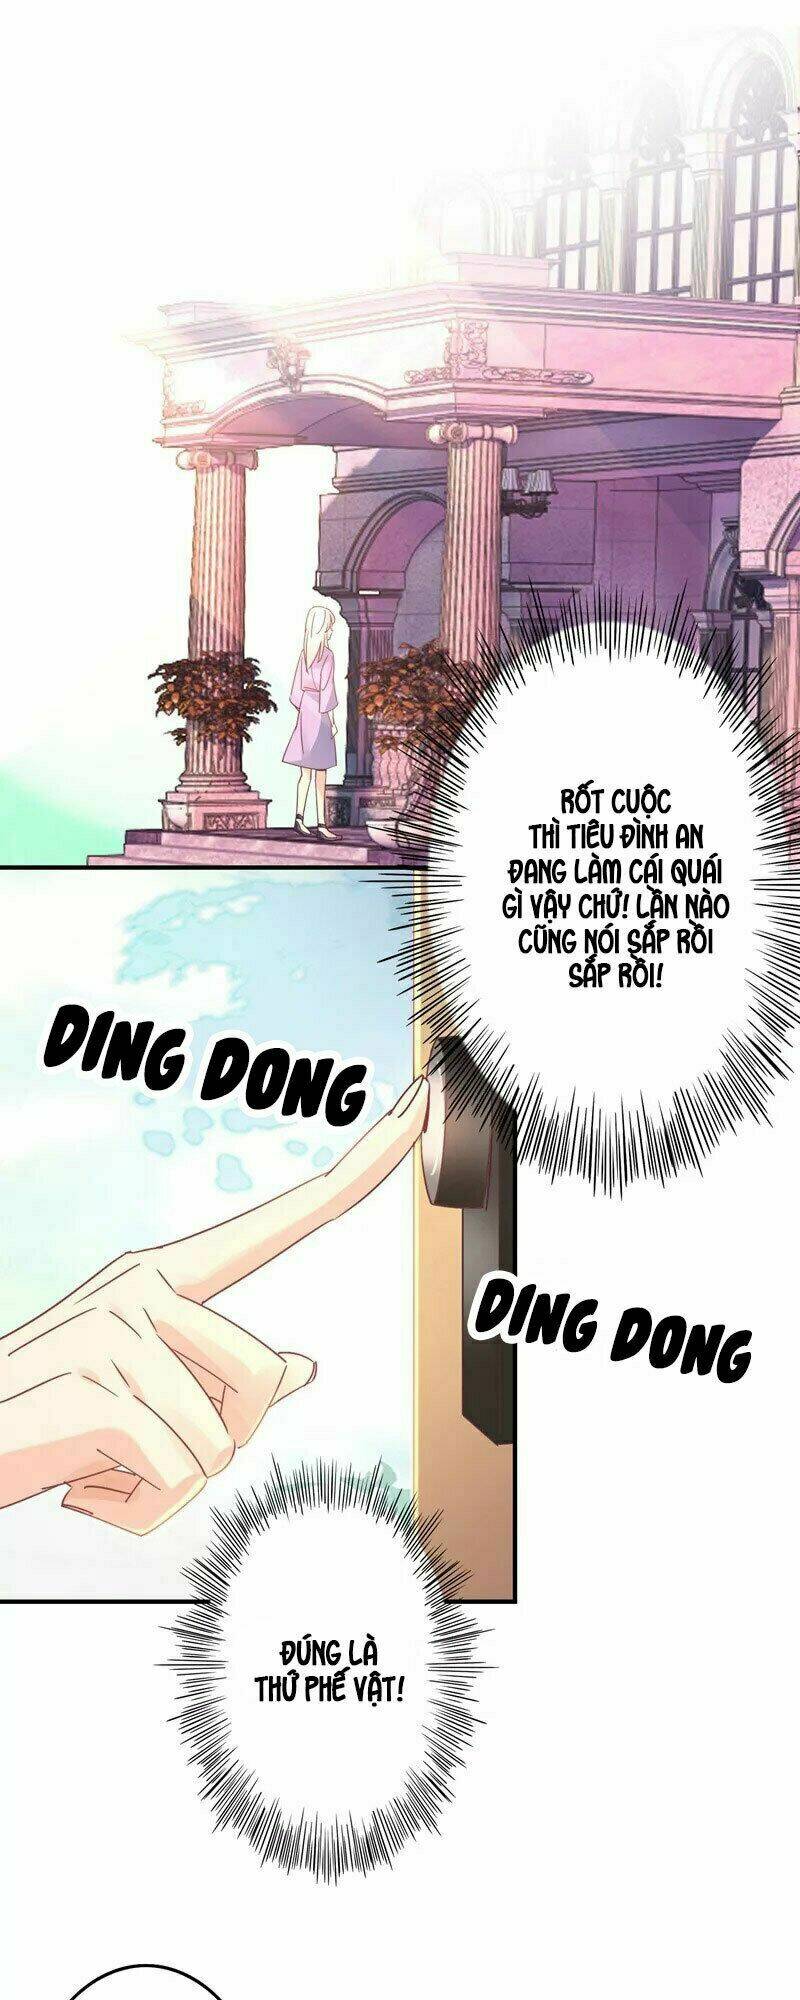 RỐT CUỘC
THÌ TIÊU ĐÌNH AN
ĐANG LÀM CÁI QUÁI
GÌ VẬY CHỨ! LẦN NÀO
CŨNG NÓI SẮP RỒI
SẮP RỒI!
DING DONG
DING DONG
ĐÚNG LÀ
THỨ PHẾ VẬT!